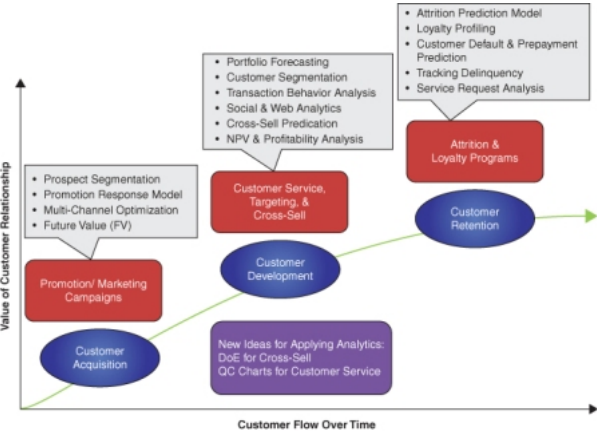 • Attrition Prediction Model
• Loyalty Profiling
• Customer Default & Prepayment
Prediction
• Tracking Delinquency
• Service Request Analysis
• Portfolio Forecasting
• Customer Segmentation
• Transaction Behavior Analysis
• Social & Web Analytics
• Cross-Sell Predication
• NPV & Profitability Analysis
• Prospect Segmentation
• Promotion Response Model
• Multi-Channel Optimization
• Future Value (FV)
Attrition &
Loyalty Programs
Customer Service,
Targeting, &
Cross-Sell
Promotion/ Marketing
Campaigns
Customer
Retention
Customer
Development
Customer
Acquisition
New Ideas for Applying Analytics:
DoE for Cross-Sell
QC Charts for Customer Service
Value of Customer Relationship
Customer Flow Over Time